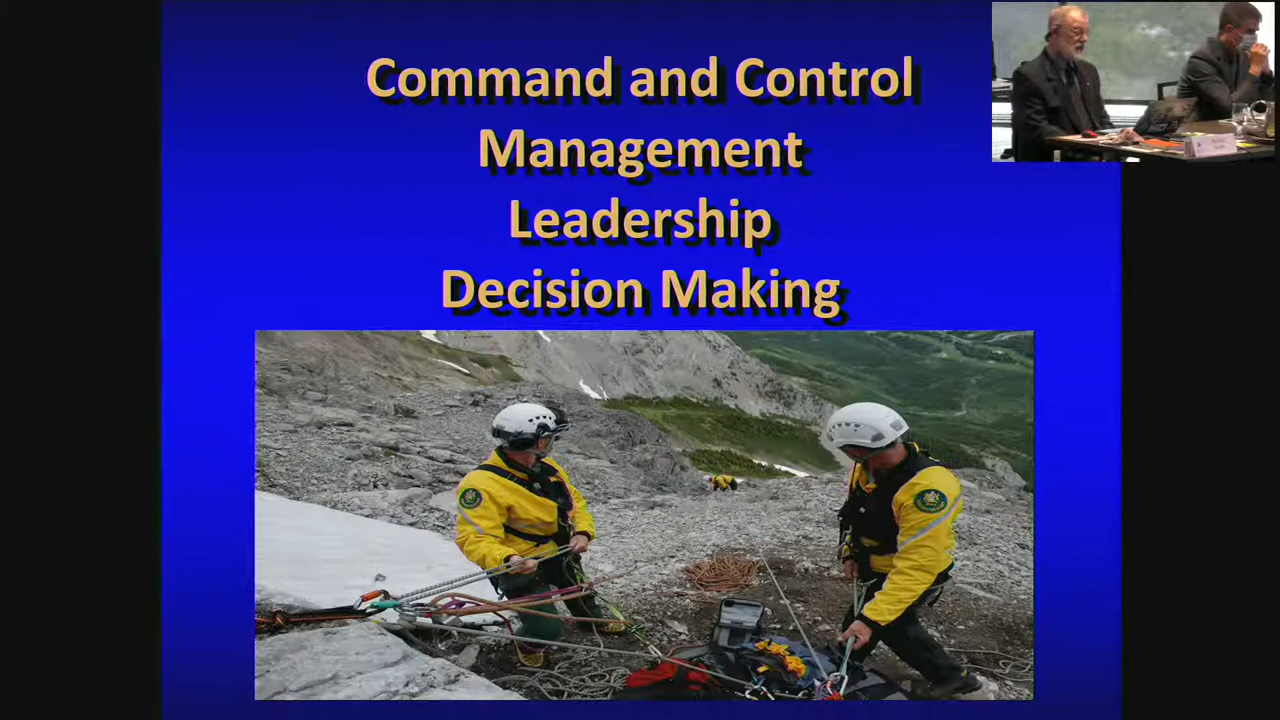 Command and Control
Management
Leadership
Decision Making